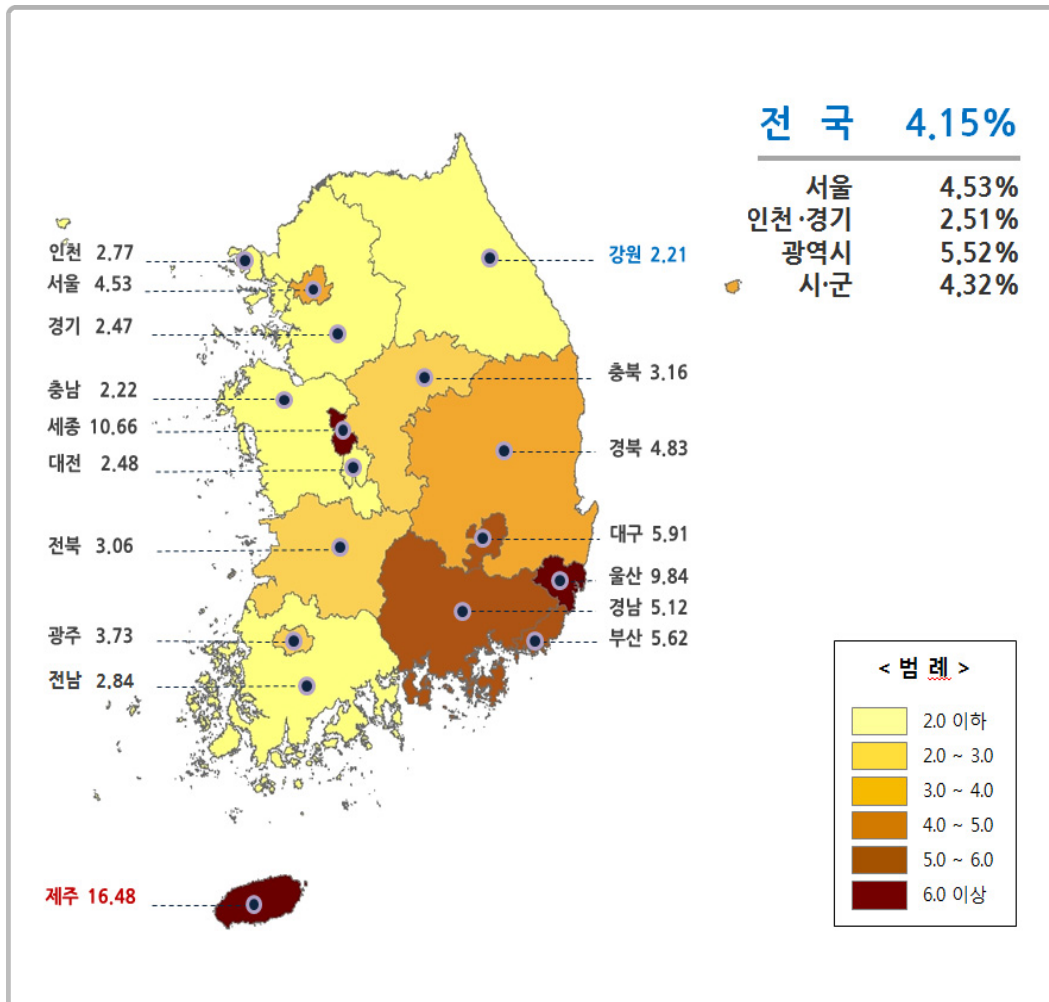 전 국 4.15%
서울 4.53%
인천·경기 2.51%
광역시 5.52%
시·군 4.32%
인천 2.77
서울 4.53
경기 2.47
충남 2.22
세종 10.66
대전 2.48
전북 3.06
광주 3.73
전남 2.84
제주 16.48
강원 2.21
충북 3.16
경북 4.83
대구 5.91
울산 9.84
경남 5.12
부산 5.62
< 범 례 >
2.0 이하
2.0 ~ 3.0
3.0 ~ 4.0
4.0 ~ 5.0
5.0 ~ 6.0
6.0 이상